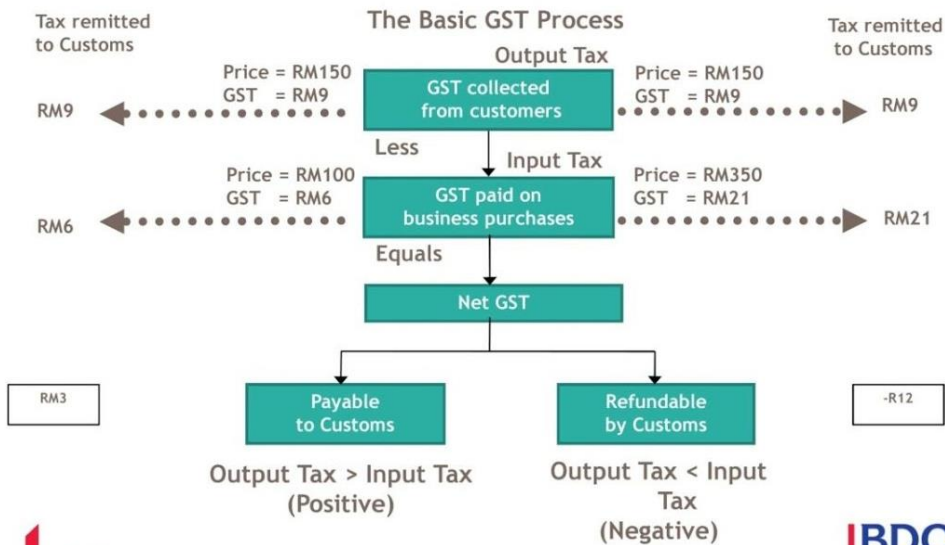 The Basic GST Process
Tax remitted
to Customs
Tax remitted
to Customs
Output Tax
Price = RM150
GST = RM9
RM9
GST collected
from customers
Price = RM150
GST = RM9
RM9
Less
Input Tax
Price = RM100
GST = RM6
RM6
GST paid on
business purchases
Price = RM350
GST = RM21
RM21
Equals
Net GST
RM3
Payable
to Customs
Refundable
by Customs
-R12
Output Tax > Input Tax
(Positive)
Output Tax < Input
Tax
(Negative)
BDO